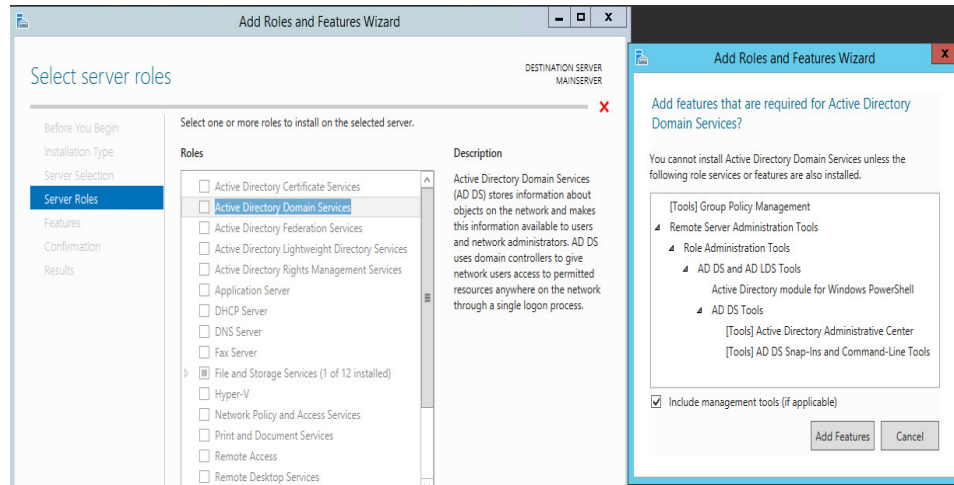 Add Roles and Features Wizard
Select server roles
DESTINATION SERVER
MAINSERVER
Before You Begin
Installation Type
Server Selection
Server Roles
Features
Confirmation
Results
Select one or more roles to install on the selected server.
Roles
Active Directory Certificate Services
Active Directory Domain Services
Active Directory Federation Services
Active Directory Lightweight Directory Services
Active Directory Rights Management Services
Application Server
DHCP Server
DNS Server
Fax Server
File and Storage Services (1 of 12 installed)
Hyper-V
Network Policy and Access Services
Print and Document Services
Remote Access
Remote Desktop Services
Description
Active Directory Domain Services
(AD DS) stores information about
objects on the network and makes
this information available to users
and network administrators. AD DS
uses domain controllers to give
network users access to permitted
resources anywhere on the network
through a single logon process.
Add Roles and Features Wizard
Add features that are required for Active Directory
Domain Services?
You cannot install Active Directory Domain Services unless the
following role services or features are also installed.
[Tools] Group Policy Management
Remote Server Administration Tools
Role Administration Tools
AD DS and AD LDS Tools
Active Directory module for Windows PowerShell
AD DS Tools
[Tools] Active Directory Administrative Center
[Tools] AD DS Snap-Ins and Command-Line Tools
Include management tools (if applicable)
Add Features
Cancel